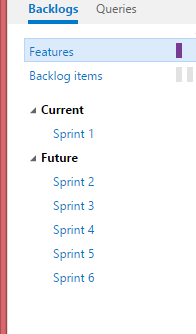 Backlogs Queries
Features
Backlog items
Current
Sprint 1
Future
Sprint 2
Sprint 3
Sprint 4
Sprint 5
Sprint 6